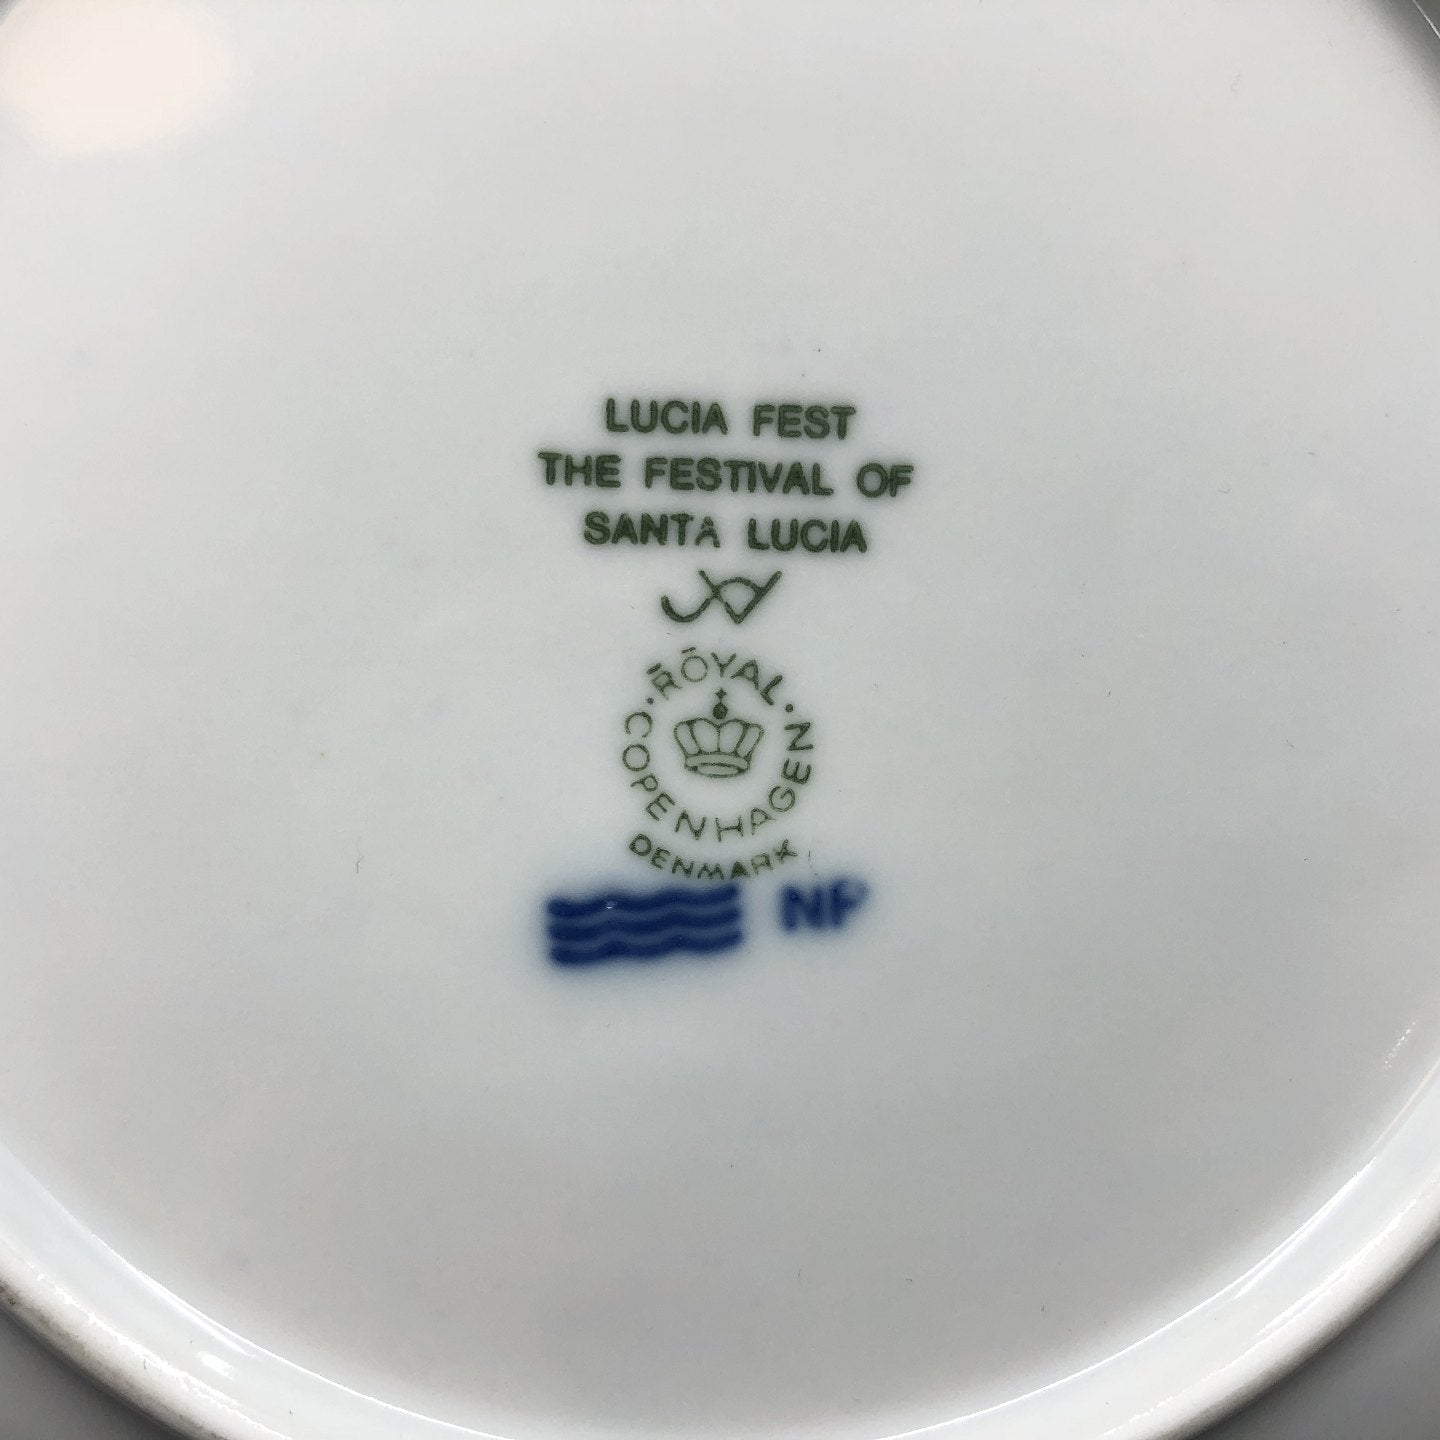 LUCIA FEST
THE FESTIVAL OF
SANTA LUCIA
ROYAL
COPENHAGEN
DENMARK
NP